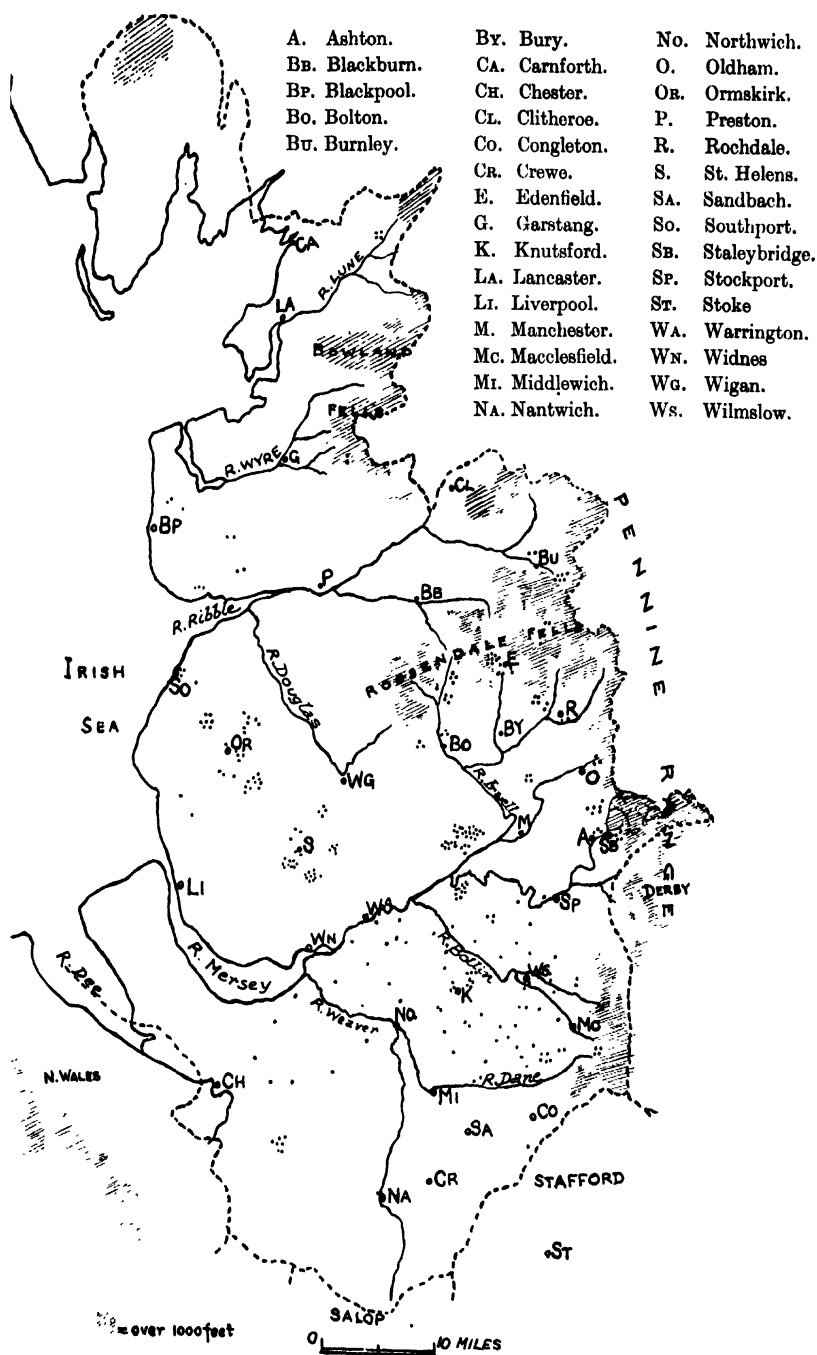 A. Ashton.
BB. Blackburn.
BP. Blackpool.
BO. Bolton.
BU. Burnley.
BY. Bury.
CA. Carnforth.
CH. Chester.
CL. Clitheroe.
CO. Congleton.
CR. Crewe.
E. Edenfield.
G. Garstang.
K. Knutsford.
LA. Lancaster.
LI. Liverpool.
M. Manchester.
MC. Macclesfield.
MI. Middlewich.
NA. Nantwich.
NO. Northwich.
O. Oldham.
OR. Ormskirk.
P. Preston.
R. Rochdale.
S. St. Helens.
SA. Sandbach.
SO. Southport.
SB. Staleybridge.
SP. Stockport.
ST. Stoke
WA. Warrington.
WN. Widnes
WG. Wigan.
WS. Wilmslow.
CA
R. LUNE
LA
BOWLAND
FELLS
R. WYRE
G
CL
BP
PENNINE RANGE
BU
P
BB
R. Ribble
ROSSENDALE FELLS
E
IRISH
SEA
SO
R. Douglas
OR
BO
BY
R
WG
R. Irwell
O
M
A
SB
S
LI
DERBY
SP
WA
WN
R. Mersey
R. Dee
R. Bollin
WS
K
R. Weaver
NO
MC
N. WALES
CH
MI
R. Dane
CO
SA
CR
NA
STAFFORD
ST
SALOP
= over 1000 feet
0 10 MILES